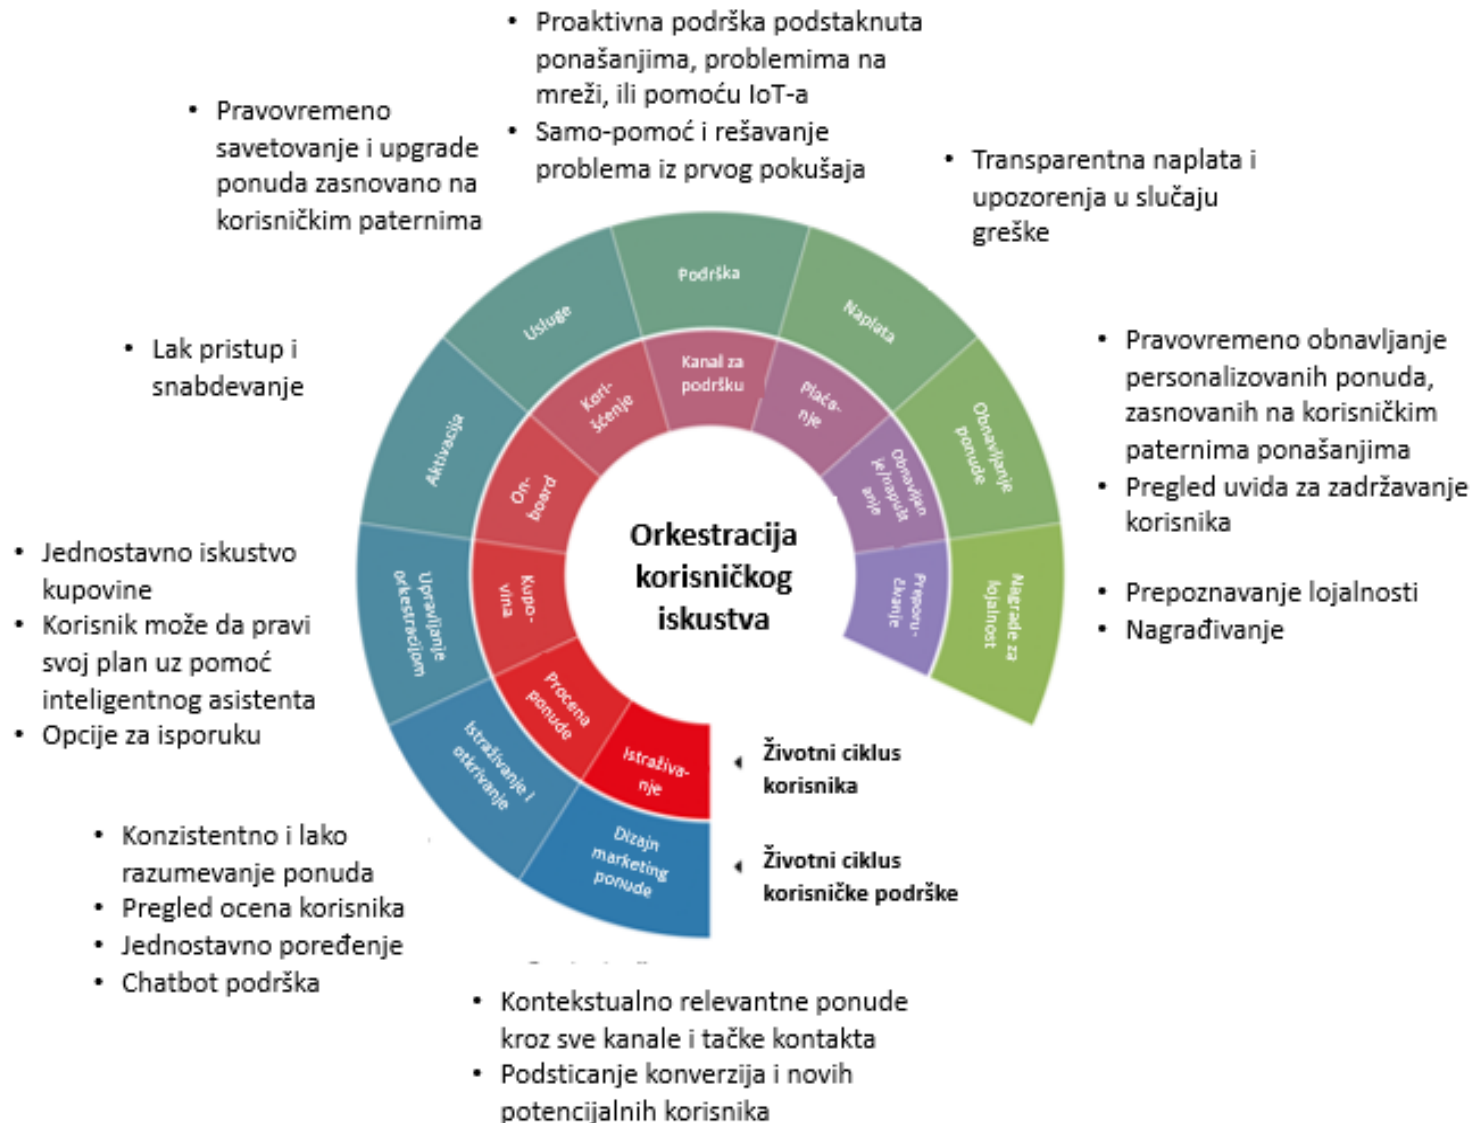 • Proaktivna podrška podstaknuta
ponašanjima, problemima na
mreži, ili pomoću IoT-a
• Samo-pomoć i rešavanje
problema iz prvog pokušaja
• Pravovremeno
savetovanje i upgrade
ponuda zasnovano na
korisničkim paternima
• Transparentna naplata i
upozorenja u slučaju
greške
• Lak pristup i
snabdevanje
• Pravovremeno obnavljanje
personalizovanih ponuda,
zasnovanih na korisničkim
paternima ponašanjima
• Pregled uvida za zadržavanje
korisnika
• Jednostavno iskustvo
kupovine
• Korisnik može da pravi
svoj plan uz pomoć
inteligentnog asistenta
• Opcije za isporuku
• Prepoznavanje lojalnosti
• Nagrađivanje
• Konzistentno i lako
razumevanje ponuda
• Pregled ocena korisnika
• Jednostavno poređenje
• Chatbot podrška
• Kontekstualno relevantne ponude
kroz sve kanale i tačke kontakta
• Podsticanje konverzija i novih
potencijalnih korisnika
Orkestracija
korisničkog
iskustva
Životni ciklus
korisnika
Životni ciklus
korisničke podrške
Dizajn
marketing
ponude
Istraživanje i
otkrivanje
Upravljanje
orkestracijom
Aktivacija
Usluge
Podrška
Naplata
Obnavljanje
ponude
Nagrade za
lojalnost
Istraživa-
nje
Procena
ponude
Kupo-
vina
On-
board
Kori-
šćenje
Kanal za
podršku
Plaća-
nje
Obnavljan
je/napušt
anje
Preporu-
čivanje